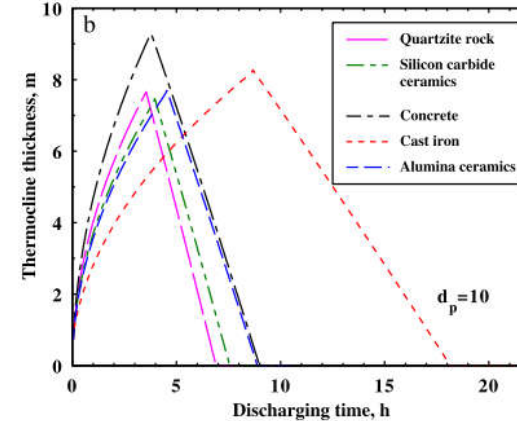 b
10
8
6
4
2
0
Thermocline thickness, m
Quartzite rock
Silicon carbide
ceramics
Concrete
Cast iron
Alumina ceramics
d_p=10
0 5 10 15 20
Discharging time, h